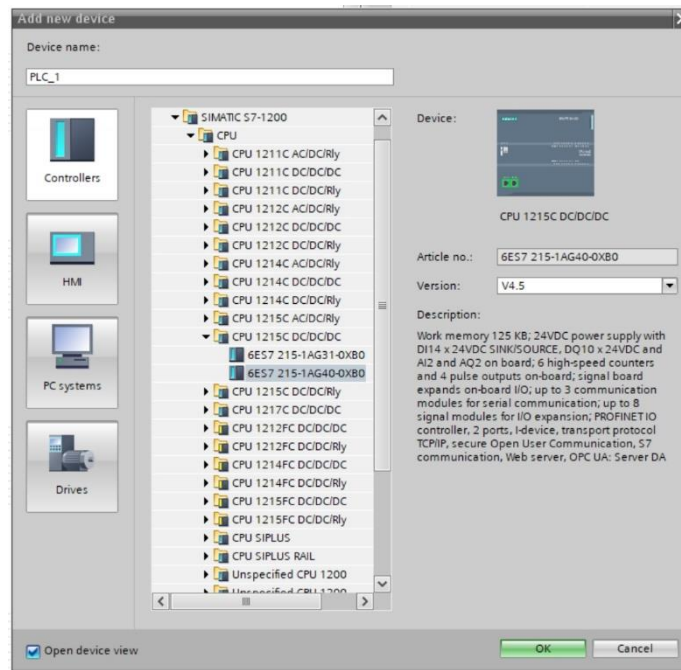 Add new device
Device name:
PLC_1
Controllers
HMI
PC systems
Drives
SIMATIC S7-1200
CPU
CPU 1211C AC/DC/Rly
CPU 1211C DC/DC/DC
CPU 1211C DC/DC/Rly
CPU 1212C AC/DC/Rly
CPU 1212C DC/DC/DC
CPU 1212C DC/DC/Rly
CPU 1214C AC/DC/Rly
CPU 1214C DC/DC/DC
CPU 1214C DC/DC/Rly
CPU 1215C AC/DC/Rly
CPU 1215C DC/DC/DC
6ES7 215-1AG31-0XB0
6ES7 215-1AG40-0XB0
CPU 1215C DC/DC/Rly
CPU 1217C DC/DC/DC
CPU 1212FC DC/DC/DC
CPU 1212FC DC/DC/Rly
CPU 1214FC DC/DC/DC
CPU 1214FC DC/DC/Rly
CPU 1215FC DC/DC/DC
CPU 1215FC DC/DC/Rly
CPU SIPLUS
CPU SIPLUS RAIL
Unspecified CPU 1200
Unspecified CPU 1200
Device:
CPU 1215C DC/DC/DC
Article no.:
6ES7 215-1AG40-0XB0
Version:
V4.5
Description:
Work memory 125 KB; 24VDC power supply with
DI14 x 24VDC SINK/SOURCE, DQ10 x 24VDC and
AI2 and AQ2 on board; 6 high-speed counters
and 4 pulse outputs on-board; signal board
expands on-board I/O; up to 3 communication
modules for serial communication; up to 8
signal modules for I/O expansion; PROFINET IO
controller, 2 ports, I-device, transport protocol
TCP/IP, secure Open User Communication, S7
communication, Web server, OPC UA: Server DA
Open device view
OK
Cancel